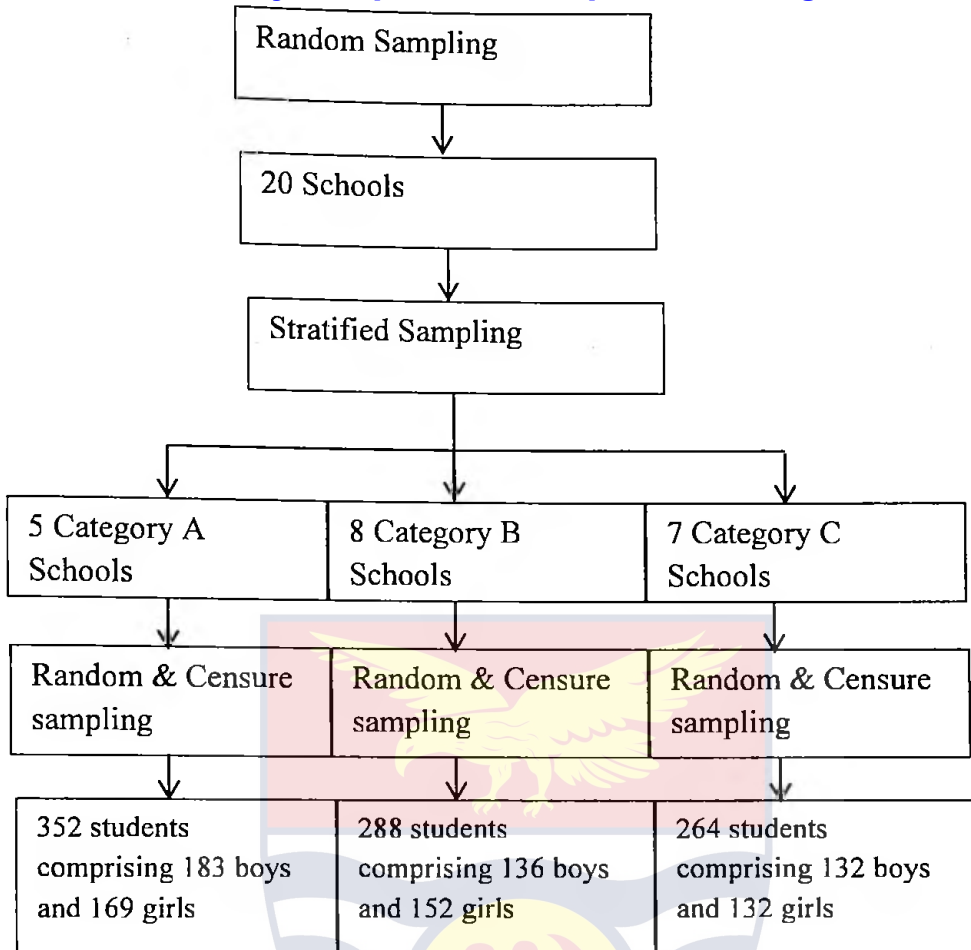 Random Sampling
20 Schools
Stratified Sampling
5 Category A
Schools
8 Category B
Schools
7 Category C
Schools
Random & Censure
sampling
Random & Censure
sampling
Random & Censure
sampling
352 students
comprising 183 boys
and 169 girls
288 students
comprising 136 boys
and 152 girls
264 students
comprising 132 boys
and 132 girls